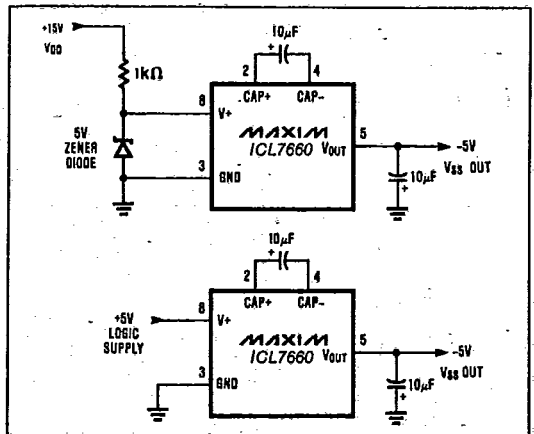 +15V
VDD
1kΩ
5V
ZENER
DIODE
10µF
+
2
4
CAP+
CAP-
8
V+
MAXIM
ICL7660
VOUT
5
3
GND
-5V
VSS OUT
10µF
+
10µF
+
2
4
CAP+
CAP-
+5V
LOGIC
SUPPLY
8
V+
MAXIM
ICL7660
VOUT
5
3
GND
-5V
VSS OUT
10µF
+